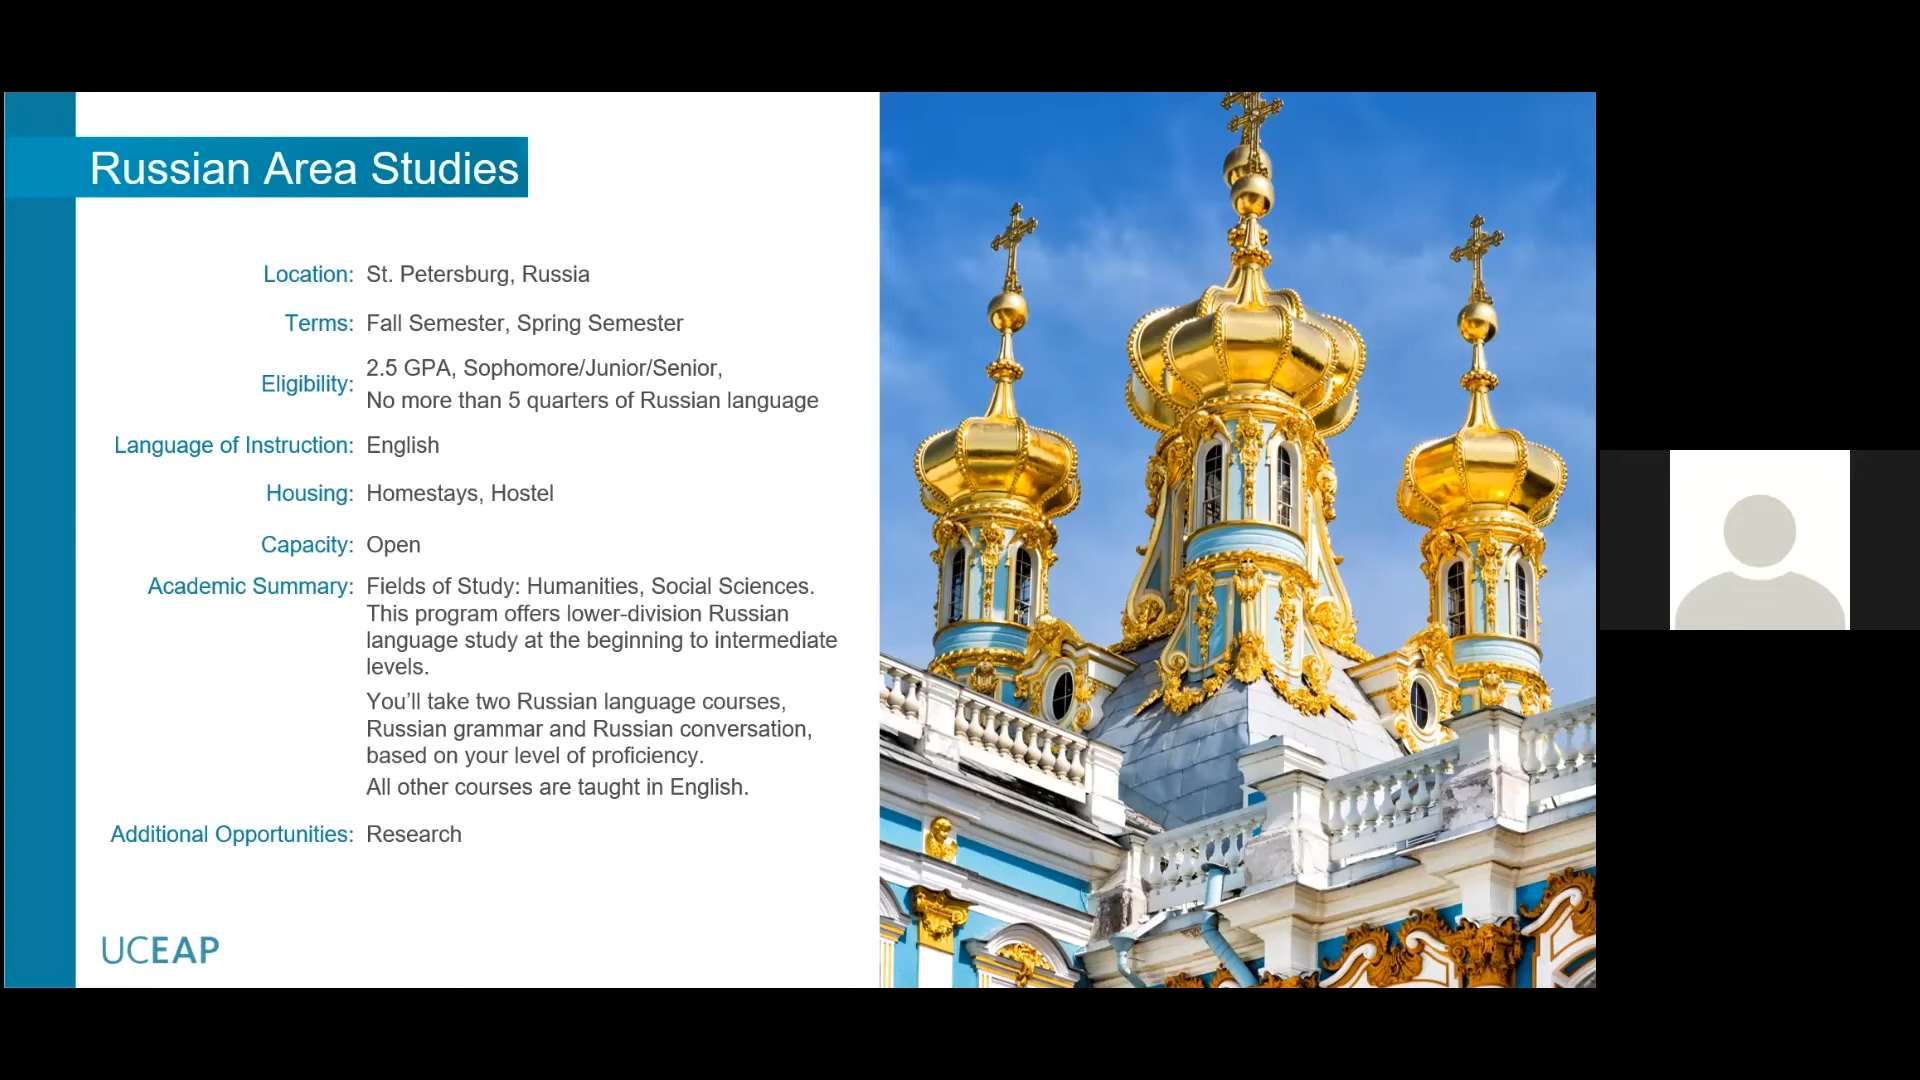 Russian Area Studies
Location: St. Petersburg, Russia
Terms: Fall Semester, Spring Semester
Eligibility: 2.5 GPA, Sophomore/Junior/Senior,
No more than 5 quarters of Russian language
Language of Instruction: English
Housing: Homestays, Hostel
Capacity: Open
Academic Summary: Fields of Study: Humanities, Social Sciences.
This program offers lower-division Russian
language study at the beginning to intermediate
levels.
You’ll take two Russian language courses,
Russian grammar and Russian conversation,
based on your level of proficiency.
All other courses are taught in English.
Additional Opportunities: Research
UCEAP